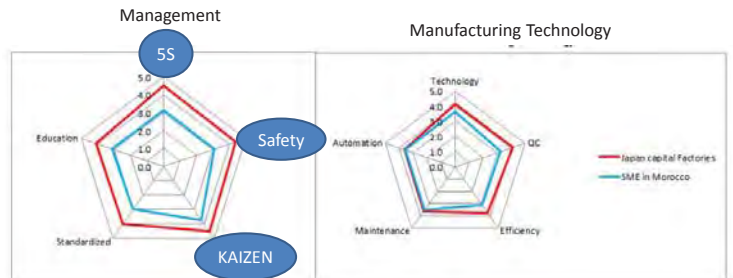 Management
Manufacturing Technology
5S
5.0
4.0
3.0
2.0
1.0
0.0
Education
Safety
Standardized
KAIZEN
Technology
5.0
4.0
3.0
2.0
1.0
0.0
Automation
QC
Maintenance
Efficiency
Japan capital Factories
SME in Morocco